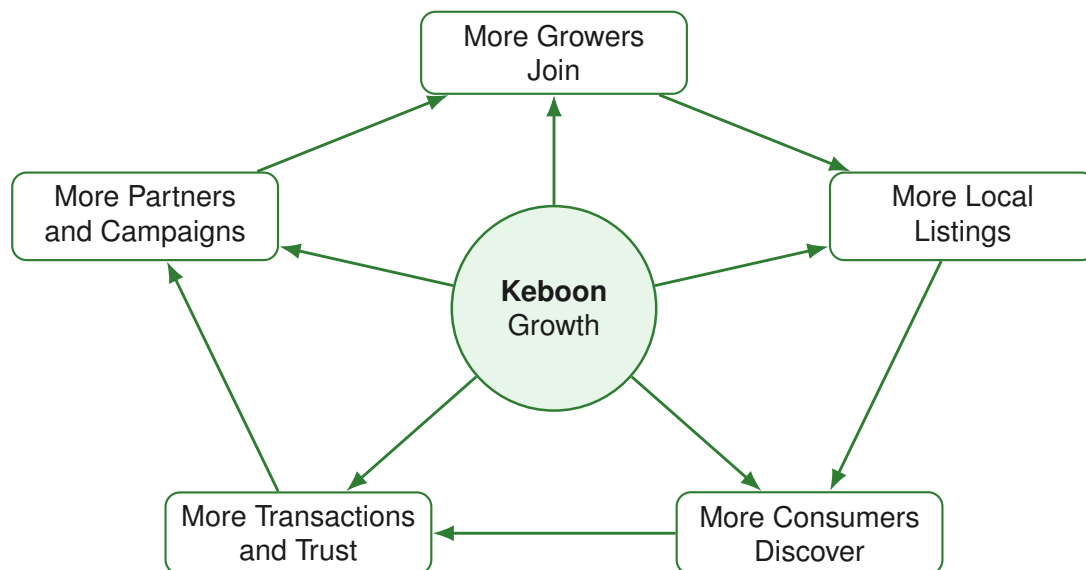 More Growers
Join
More Partners
and Campaigns
More Local
Listings
Keboon
Growth
More Transactions
and Trust
More Consumers
Discover